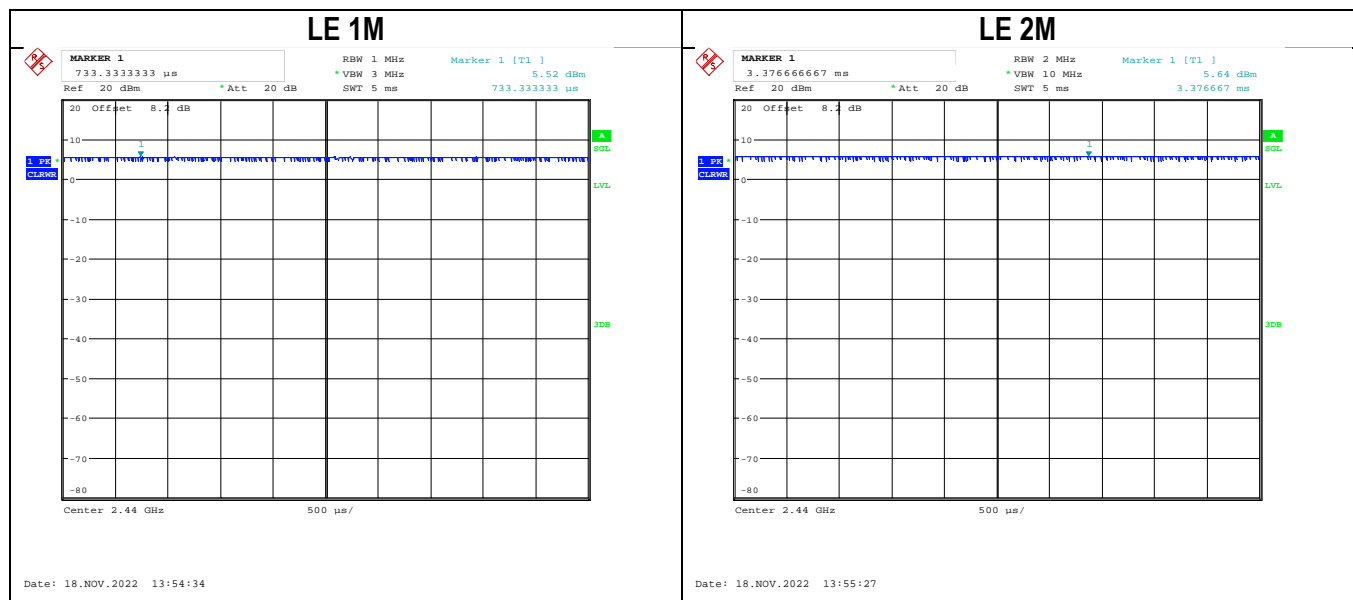 LE 1M
R S
MARKER 1
733.3333333 µs
RBW 1 MHz
Marker 1 [T1 ]
* VBW 3 MHz
5.52 dBm
Ref 20 dBm
* Att 20 dB
SWT 5 ms
733.333333 µs
20 Offset 8.2 dB
A
SGL
10
1
1 PK *
CLRWR
0
LVL
-10
-20
-30
3DB
-40
-50
-60
-70
-80
Center 2.44 GHz
500 µs/
Date: 18.NOV.2022 13:54:34
LE 2M
R S
MARKER 1
3.376666667 ms
RBW 2 MHz
Marker 1 [T1 ]
* VBW 10 MHz
5.64 dBm
Ref 20 dBm
* Att 20 dB
SWT 5 ms
3.376667 ms
20 Offset 8.2 dB
A
SGL
10
1
1 PK *
CLRWR
0
LVL
-10
-20
-30
3DB
-40
-50
-60
-70
-80
Center 2.44 GHz
500 µs/
Date: 18.NOV.2022 13:55:27